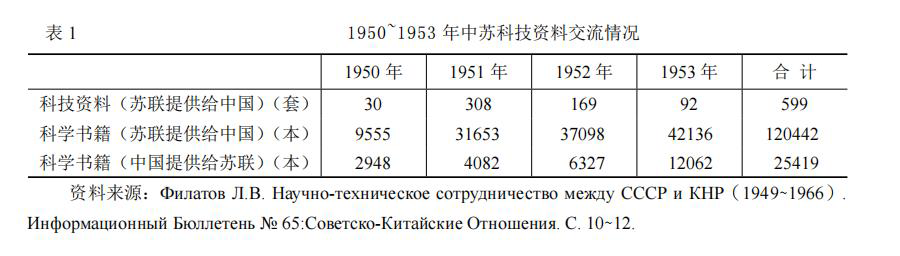 表 1 1950~1953 年中苏科技资料交流情况
1950 年 1951 年 1952 年 1953 年 合 计
科技资料（苏联提供给中国）（套） 30 308 169 92 599
科学书籍（苏联提供给中国）（本） 9555 31653 37098 42136 120442
科学书籍（中国提供给苏联）（本） 2948 4082 6327 12062 25419
资料来源：Филатов Л.В. Научно-техническое сотрудничество между СССР и КНР（1949~1966）.
Информационный Бюллетень № 65:Советско-Китайские Отношения. С. 10~12.